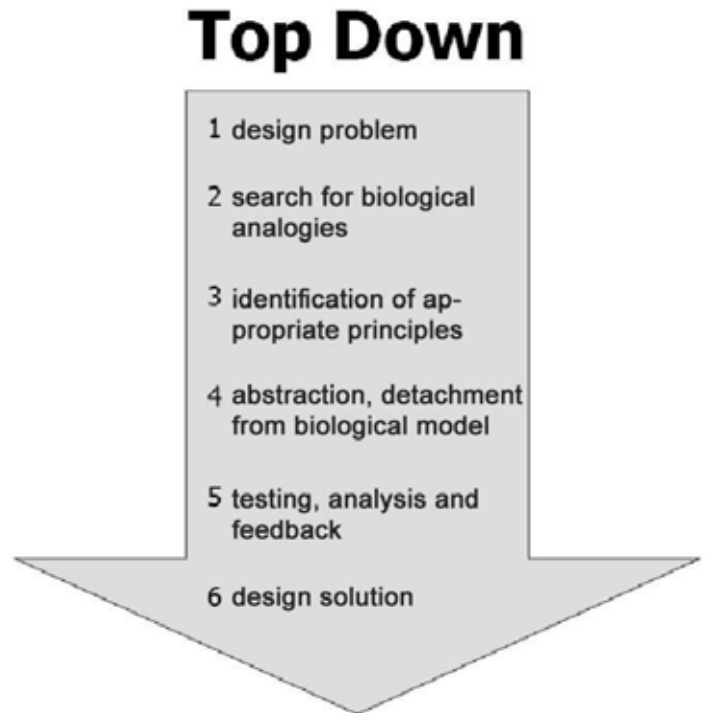 Top Down
1 design problem
2 search for biological
analogies
3 identification of ap-
propriate principles
4 abstraction, detachment
from biological model
5 testing, analysis and
feedback
6 design solution